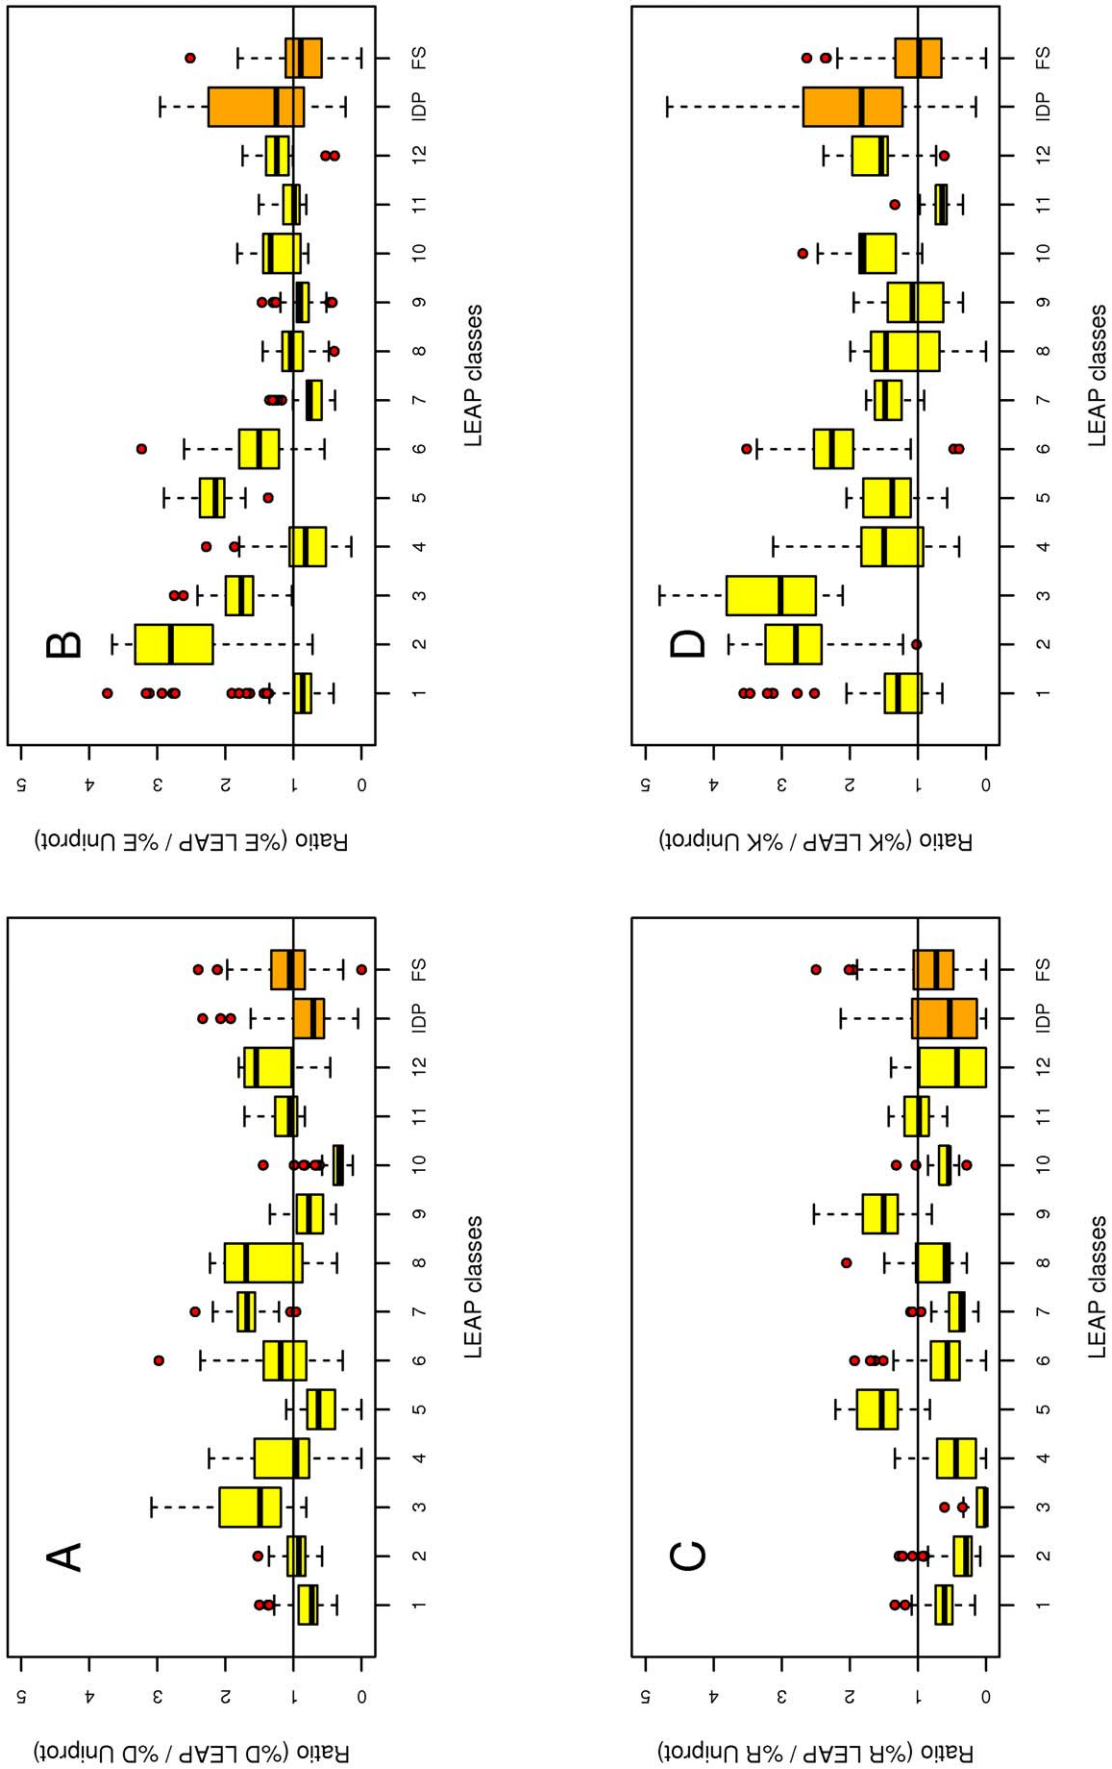 A
Ratio (%D LEAP / %D Uniprot)
5
4
3
2
1
0
1 2 3 4 5 6 7 8 9 10 11 12 IDP FS
LEAP classes
B
Ratio (%E LEAP / %E Uniprot)
5
4
3
2
1
0
1 2 3 4 5 6 7 8 9 10 11 12 IDP FS
LEAP classes
C
Ratio (%R LEAP / %R Uniprot)
5
4
3
2
1
0
1 2 3 4 5 6 7 8 9 10 11 12 IDP FS
LEAP classes
D
Ratio (%K LEAP / %K Uniprot)
5
4
3
2
1
0
1 2 3 4 5 6 7 8 9 10 11 12 IDP FS
LEAP classes